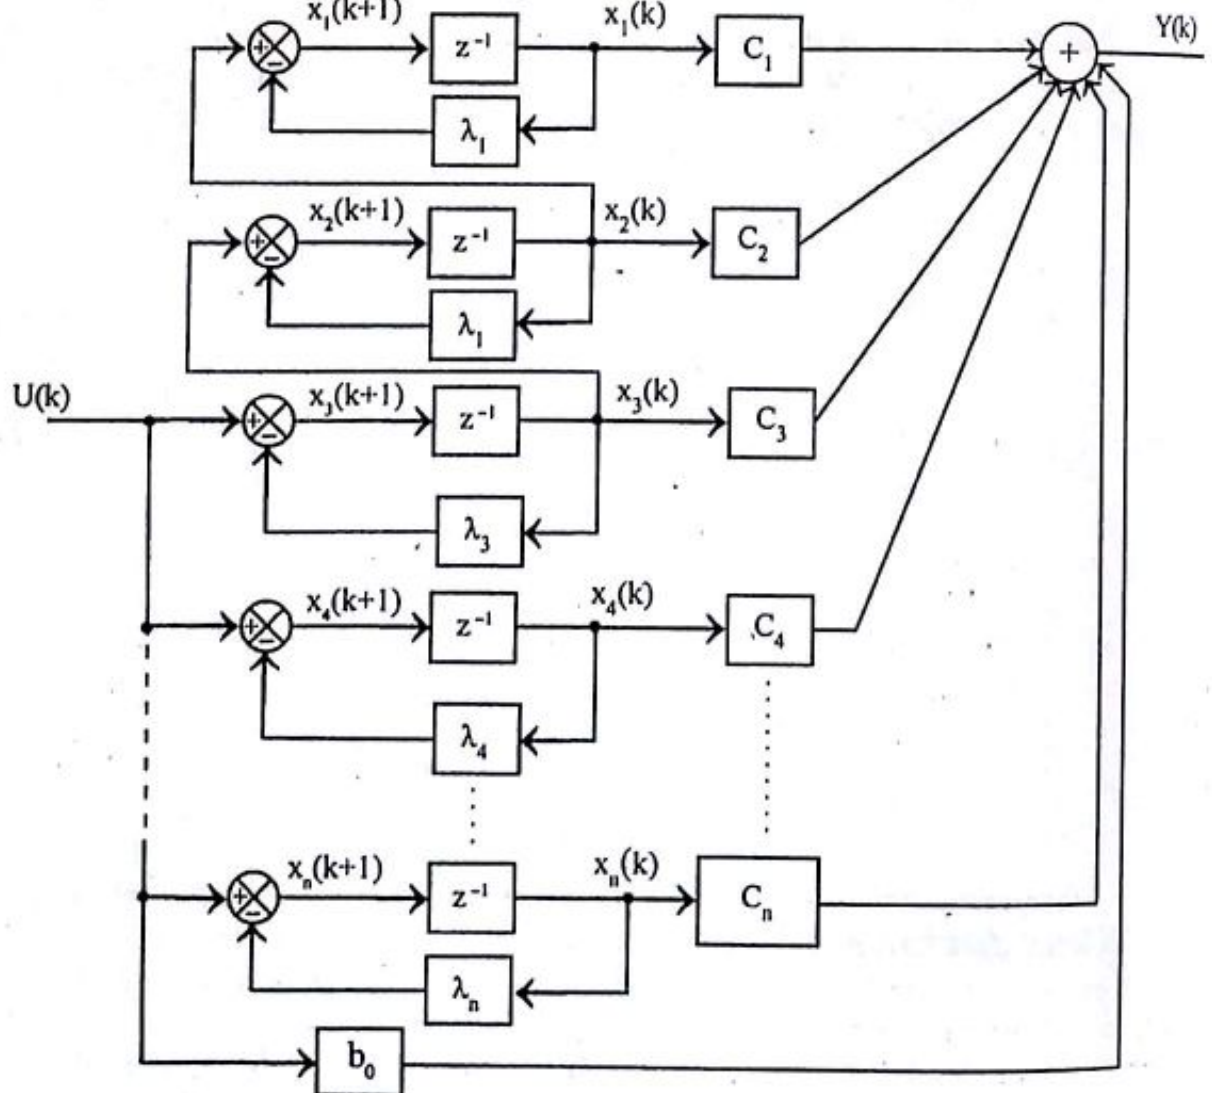 x₁(k+1) z⁻¹ x₁(k) C₁ + Y(k)
+ −
λ₁
x₂(k+1) z⁻¹ x₂(k) C₂
+ −
λ₁
U(k) x₃(k+1) z⁻¹ x₃(k) C₃
+ −
λ₃
x₄(k+1) z⁻¹ x₄(k) C₄
+ −
λ₄
xₙ(k+1) z⁻¹ xₙ(k) Cₙ
+ −
λₙ
b₀